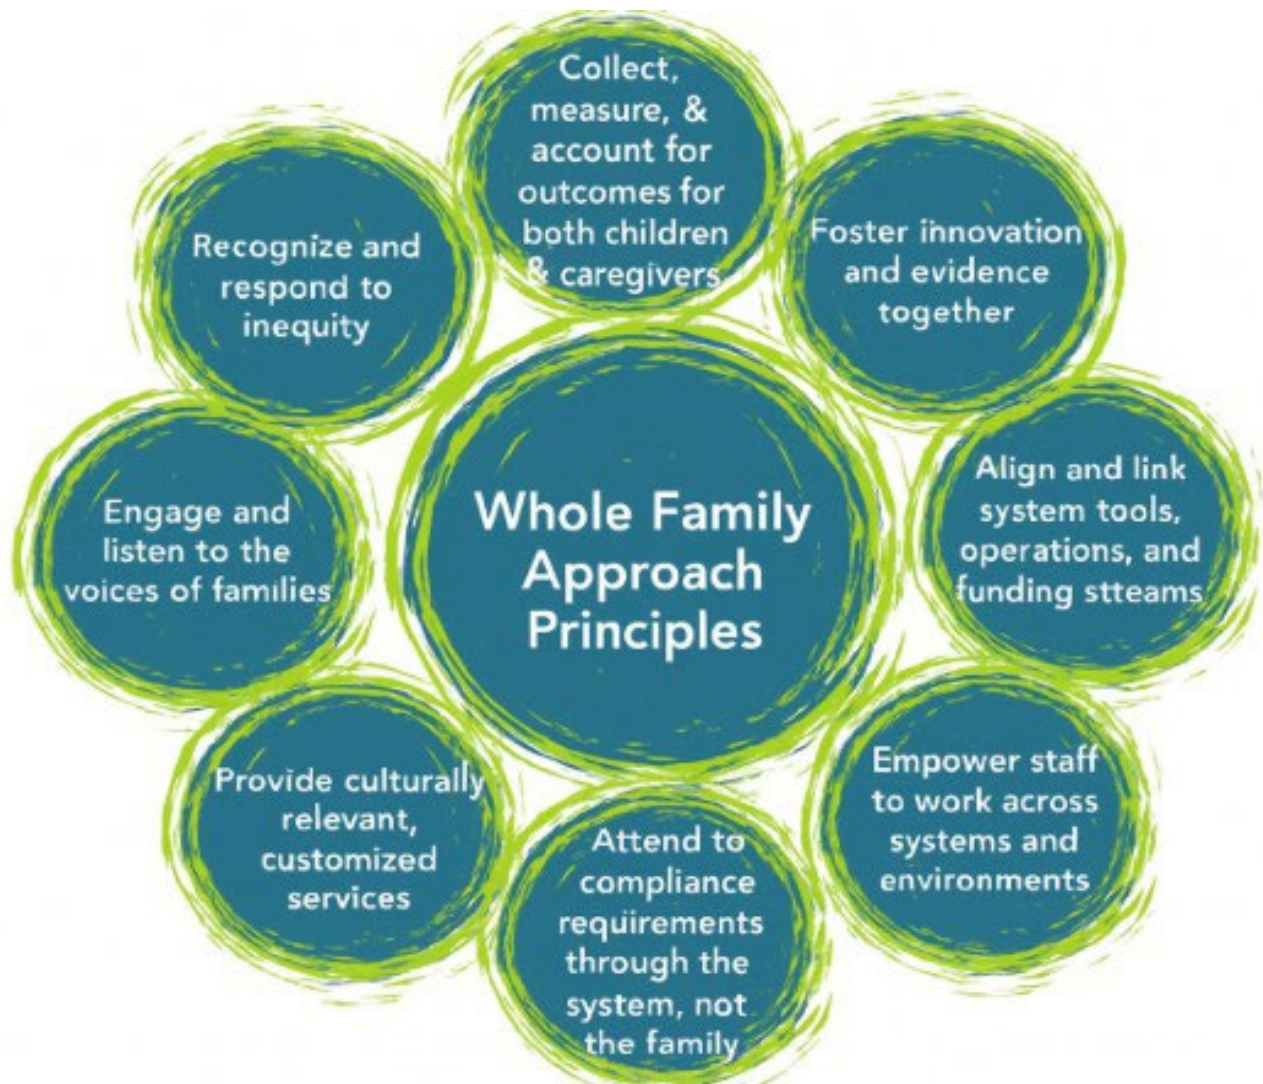 Collect,
measure, &
account for
outcomes for
both children
& caregivers
Foster innovation
and evidence
together
Align and link
system tools,
operations, and
funding stteams
Empower staff
to work across
systems and
environments
Attend to
compliance
requirements
through the
system, not
the family
Provide culturally
relevant,
customized
services
Engage and
listen to the
voices of families
Recognize and
respond to
inequity
Whole Family
Approach
Principles